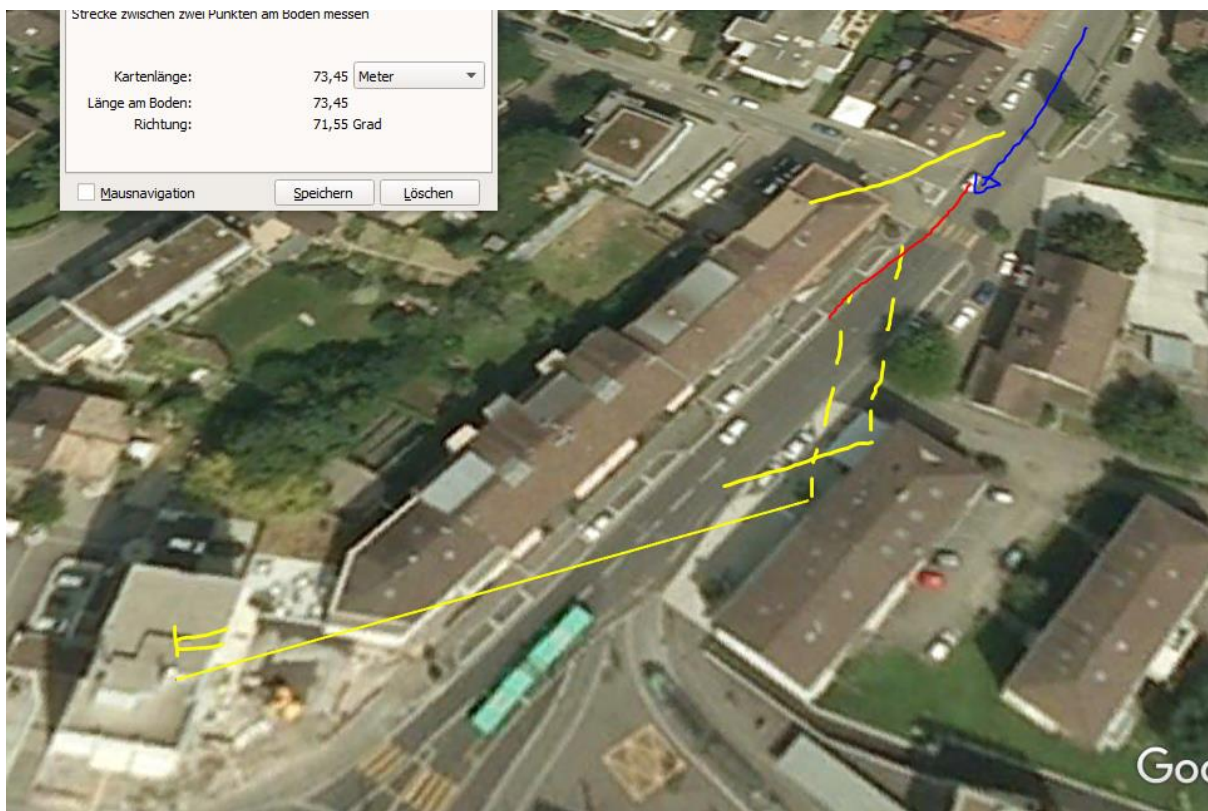 Strecke zwischen zwei Punkten am Boden messen
Kartenlänge: 73,45 Meter
Länge am Boden: 73,45
Richtung: 71,55 Grad
Mausnavigation Speichern Löschen
Goo